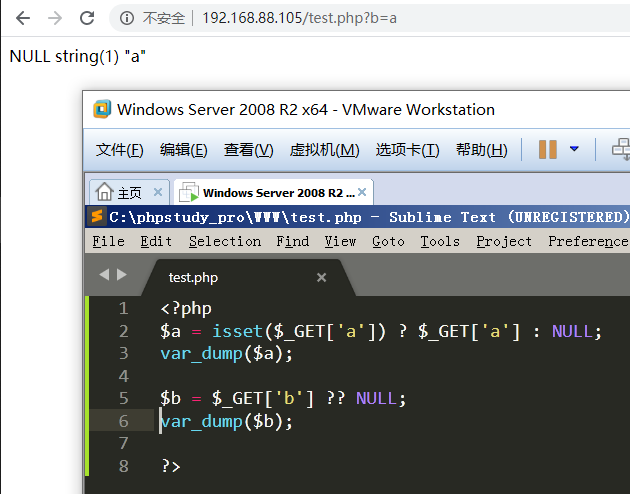 不安全 | 192.168.88.105/test.php?b=a
NULL string(1) "a"
Windows Server 2008 R2 x64 - VMware Workstation
文件(F) 编辑(E) 查看(V) 虚拟机(M) 选项卡(T) 帮助(H)
主页 × Windows Server 2008 R2 ... ×
C:\phpstudy_pro\WWW\test.php - Sublime Text (UNREGISTERED)
File Edit Selection Find View Goto Tools Project Preference
test.php ×
1 <?php
2 $a = isset($_GET['a']) ? $_GET['a'] : NULL;
3 var_dump($a);
4
5 $b = $_GET['b'] ?? NULL;
6 var_dump($b);
7
8 ?>